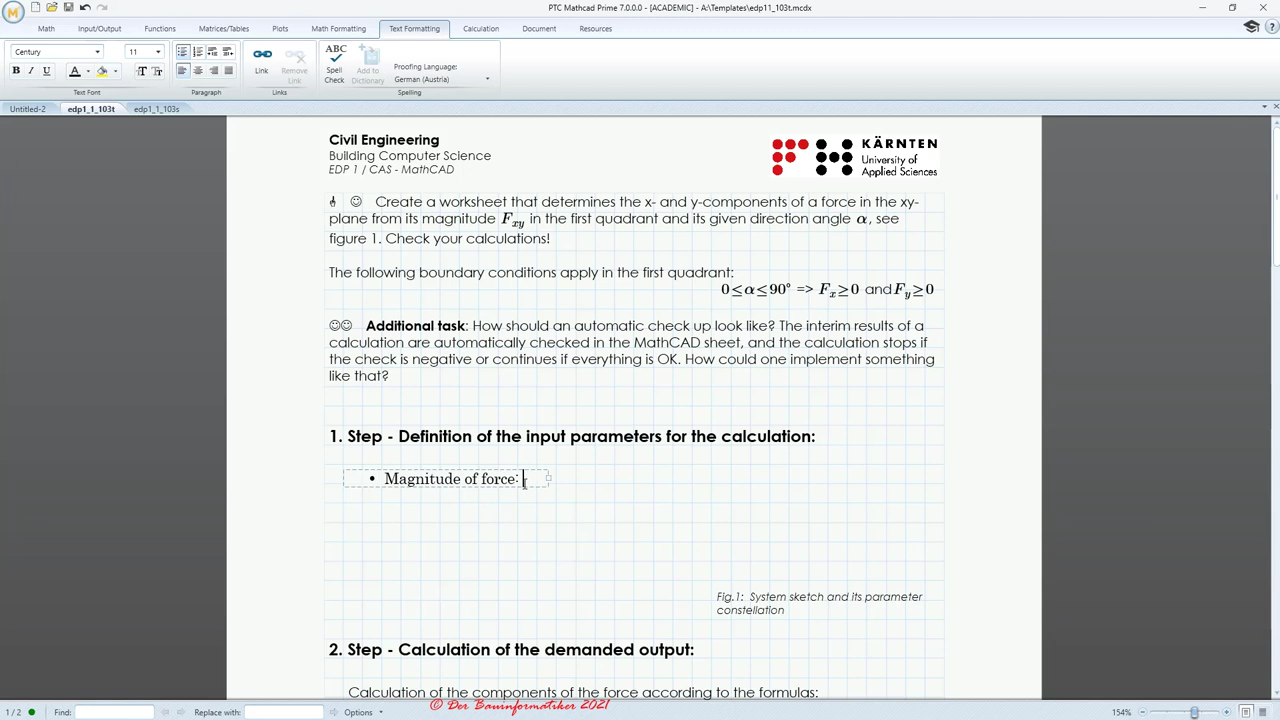 PTC Mathcad Prime 7.0.0.0 - [ACADEMIC] - A:\Templates\edp11_103t.mcdx
Math Input/Output Functions Matrices/Tables Plots Math Formatting Text Formatting Calculation Document Resources
Century 11
B I U A
Text Font
Paragraph
Link
Remove Link
Links
ABC
Spell Check
Add to Dictionary
Proofing Language:
German (Austria)
Spelling
Untitled-2 edp1_1_103t edp1_1_103s
Civil Engineering
Building Computer Science
EDP 1 / CAS - MathCAD
KÄRNTEN
University of
Applied Sciences
Create a worksheet that determines the x- and y-components of a force in the xy-
plane from its magnitude Fxy in the first quadrant and its given direction angle α, see
figure 1. Check your calculations!
The following boundary conditions apply in the first quadrant:
0≤α≤90° => Fx≥0 and Fy≥0
☺☺ Additional task: How should an automatic check up look like? The interim results of a
calculation are automatically checked in the MathCAD sheet, and the calculation stops if
the check is negative or continues if everything is OK. How could one implement something
like that?
1. Step - Definition of the input parameters for the calculation:
• Magnitude of force:
Fig.1: System sketch and its parameter
constellation
2. Step - Calculation of the demanded output:
Calculation of the components of the force according to the formulas:
© Der Bauinformatiker 2021
1 / 2 Find: Replace with: Options 154%